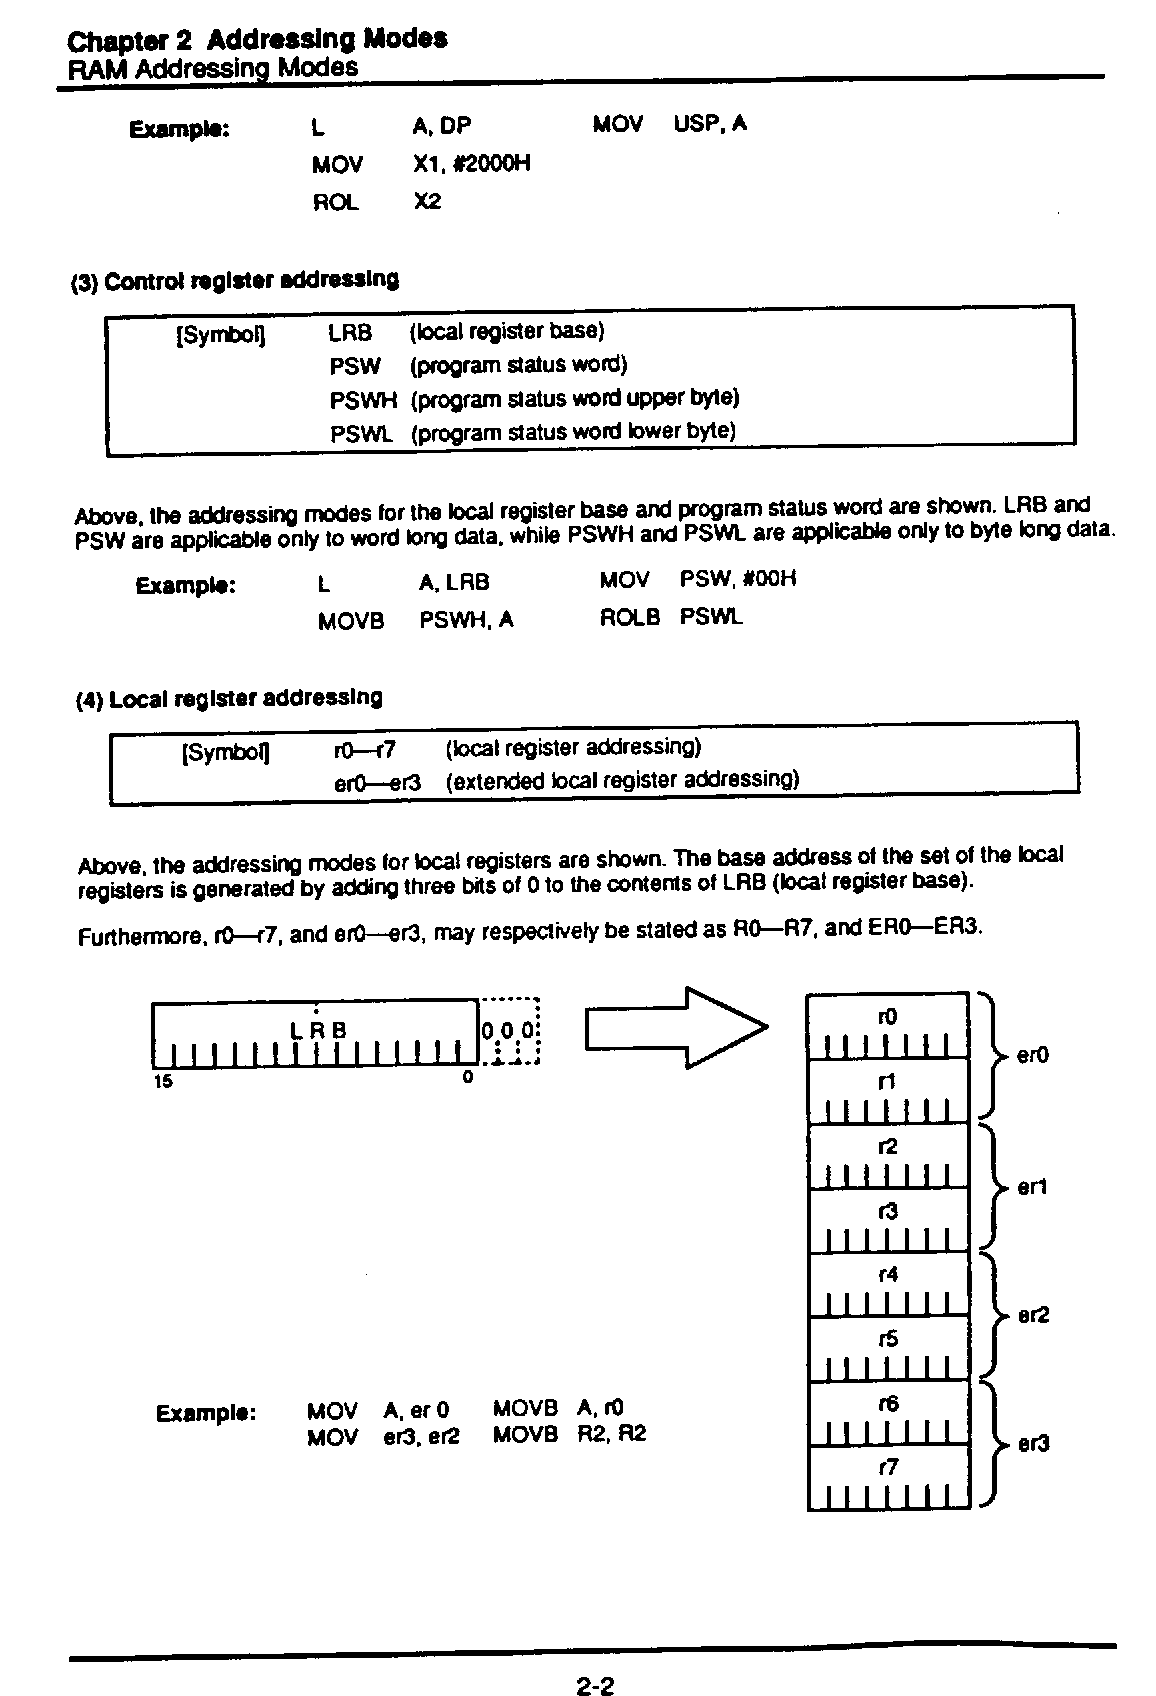 Chapter 2 Addressing Modes
RAM Addressing Modes
Example: L A, DP MOV USP, A
MOV X1, #2000H
ROL X2
(3) Control register addressing
[Symbol] LRB (local register base)
PSW (program status word)
PSWH (program status word upper byte)
PSWL (program status word lower byte)
Above, the addressing modes for the local register base and program status word are shown. LRB and
PSW are applicable only to word long data, while PSWH and PSWL are applicable only to byte long data.
Example: L A, LRB MOV PSW, #00H
MOVB PSWH, A ROLB PSWL
(4) Local register addressing
[Symbol] r0—r7 (local register addressing)
er0—er3 (extended local register addressing)
Above, the addressing modes for local registers are shown. The base address of the set of the local
registers is generated by adding three bits of 0 to the contents of LRB (local register base).
Furthermore, r0—r7, and er0—er3, may respectively be stated as R0—R7, and ER0—ER3.
LRB 0 0 0
15 0
r0
er0
r1
r2
er1
r3
r4
er2
r5
r6
er3
r7
Example: MOV A, er 0 MOVB A, r0
MOV er3, er2 MOVB R2, R2
2-2